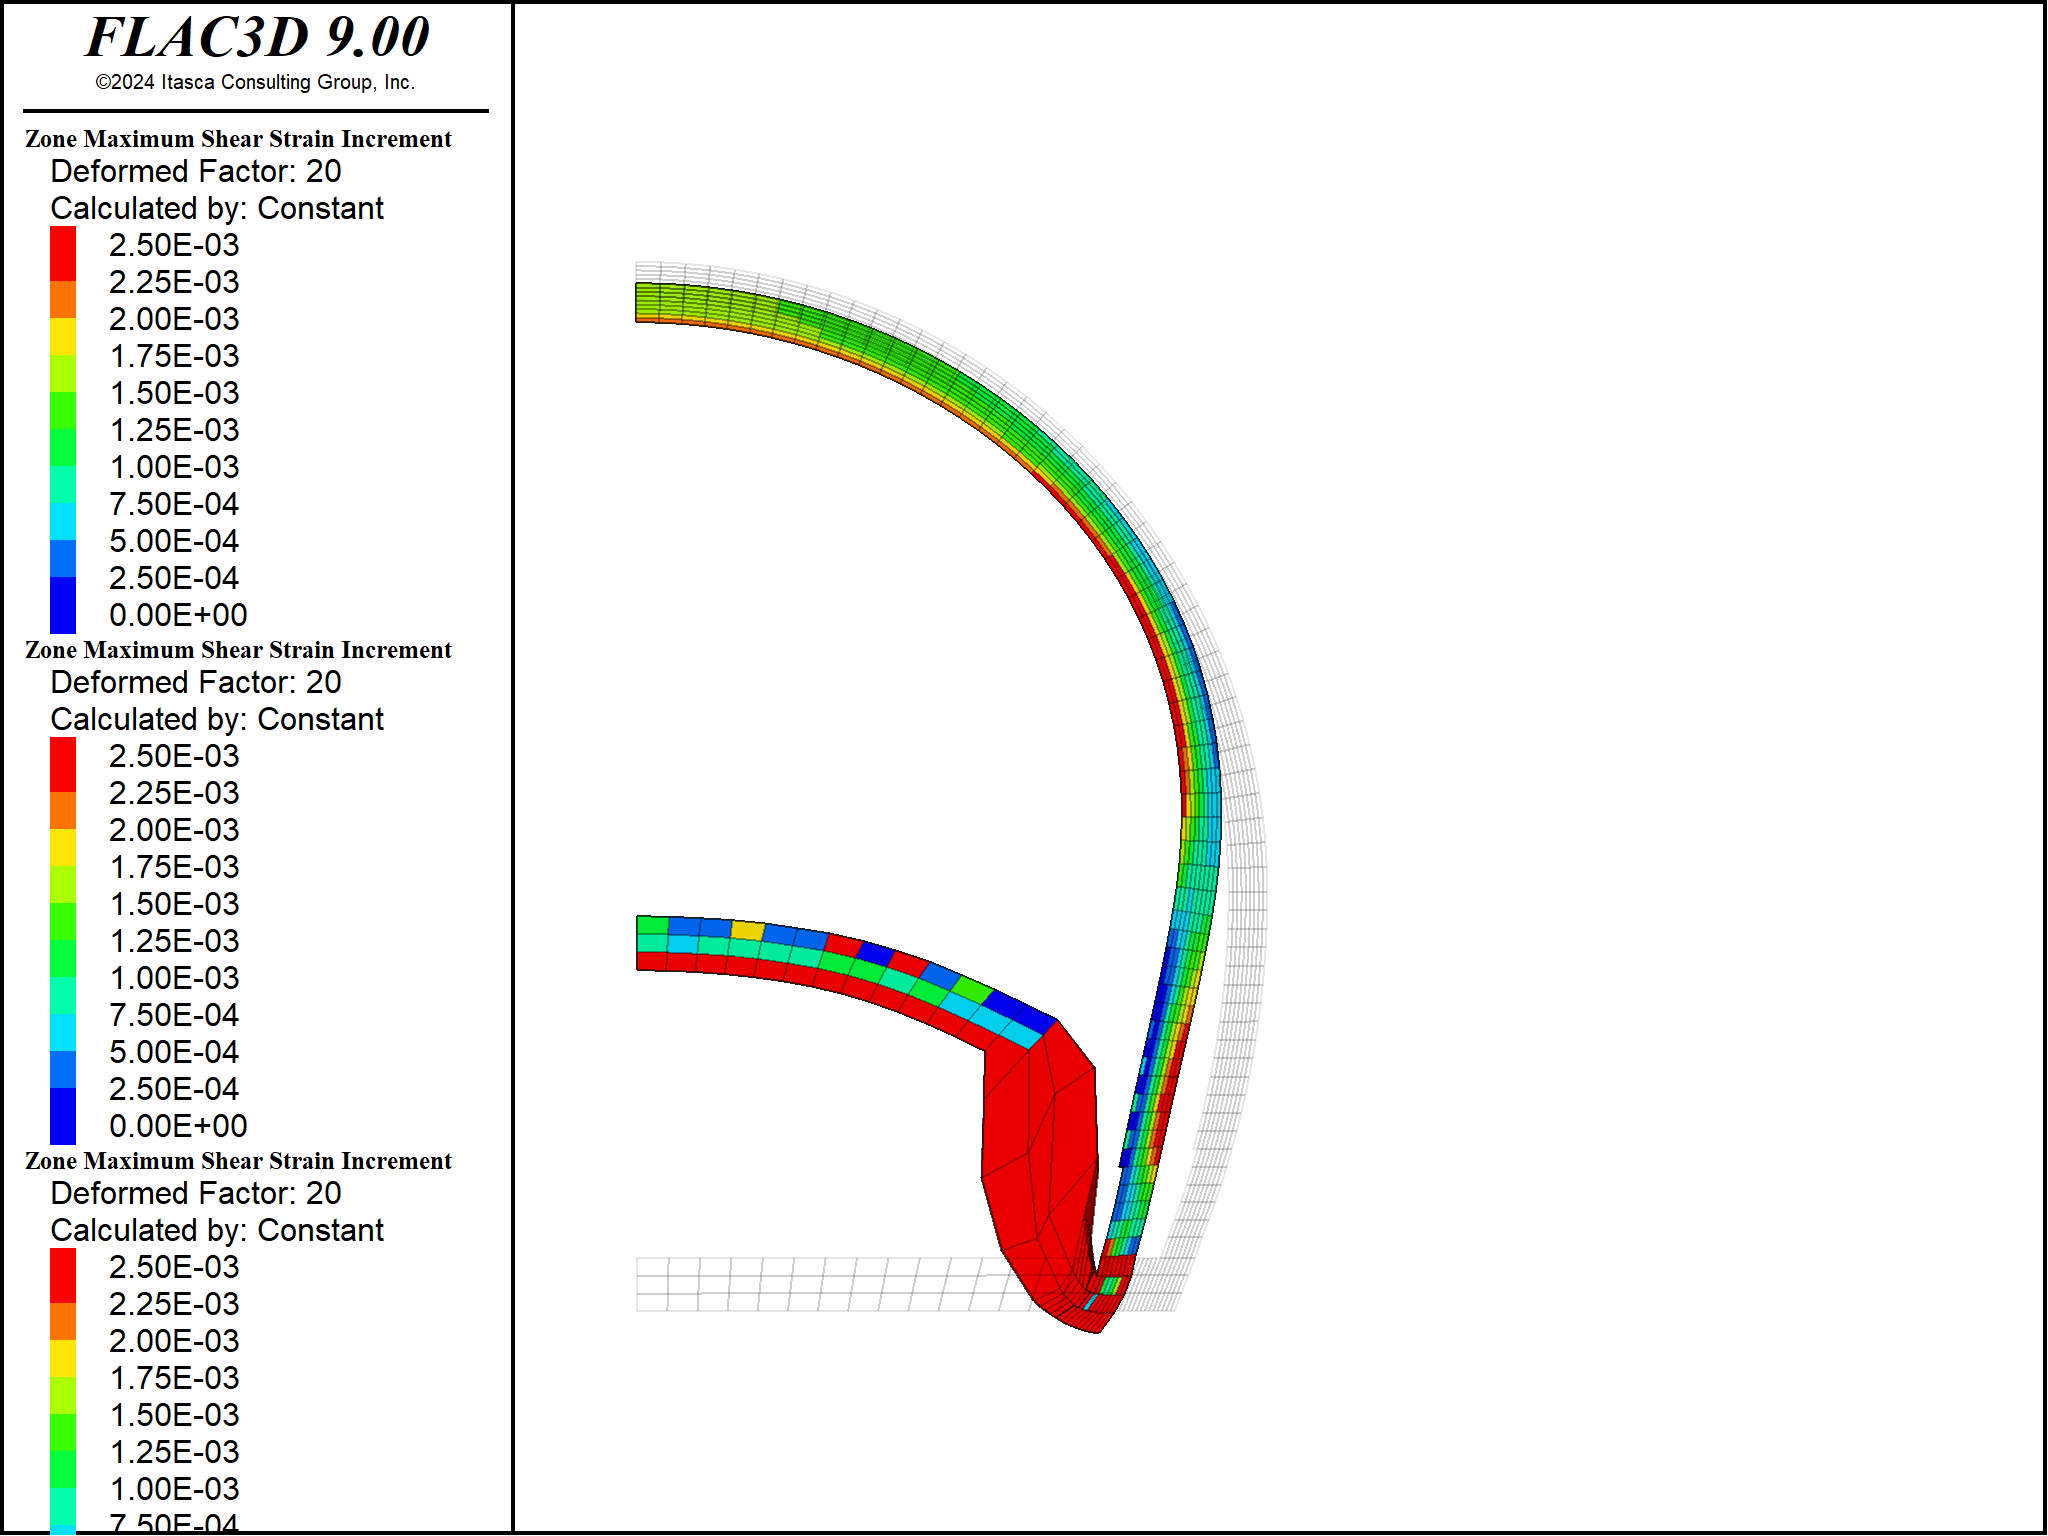 FLAC3D 9.00
©2024 Itasca Consulting Group, Inc.
Zone Maximum Shear Strain Increment
Deformed Factor: 20
Calculated by: Constant
2.50E-03
2.25E-03
2.00E-03
1.75E-03
1.50E-03
1.25E-03
1.00E-03
7.50E-04
5.00E-04
2.50E-04
0.00E+00
Zone Maximum Shear Strain Increment
Deformed Factor: 20
Calculated by: Constant
2.50E-03
2.25E-03
2.00E-03
1.75E-03
1.50E-03
1.25E-03
1.00E-03
7.50E-04
5.00E-04
2.50E-04
0.00E+00
Zone Maximum Shear Strain Increment
Deformed Factor: 20
Calculated by: Constant
2.50E-03
2.25E-03
2.00E-03
1.75E-03
1.50E-03
1.25E-03
1.00E-03
7.50E-04